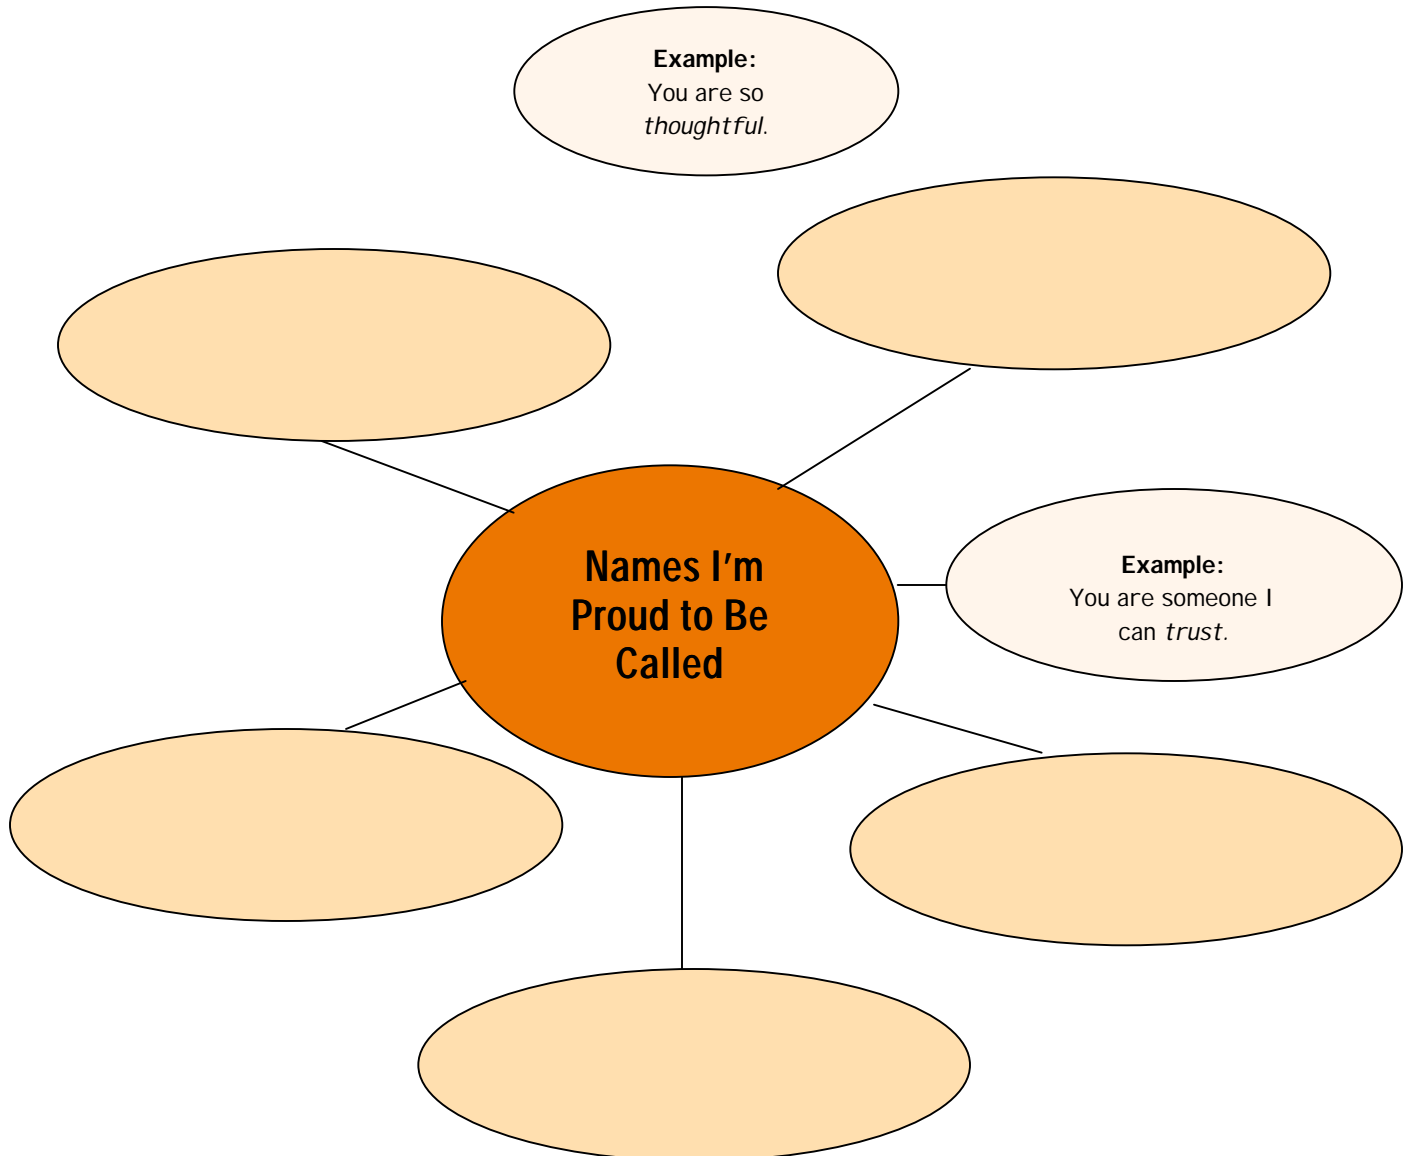 Example:
You are so
thoughtful.
Names I'm
Proud to Be
Called
Example:
You are someone I
can trust.